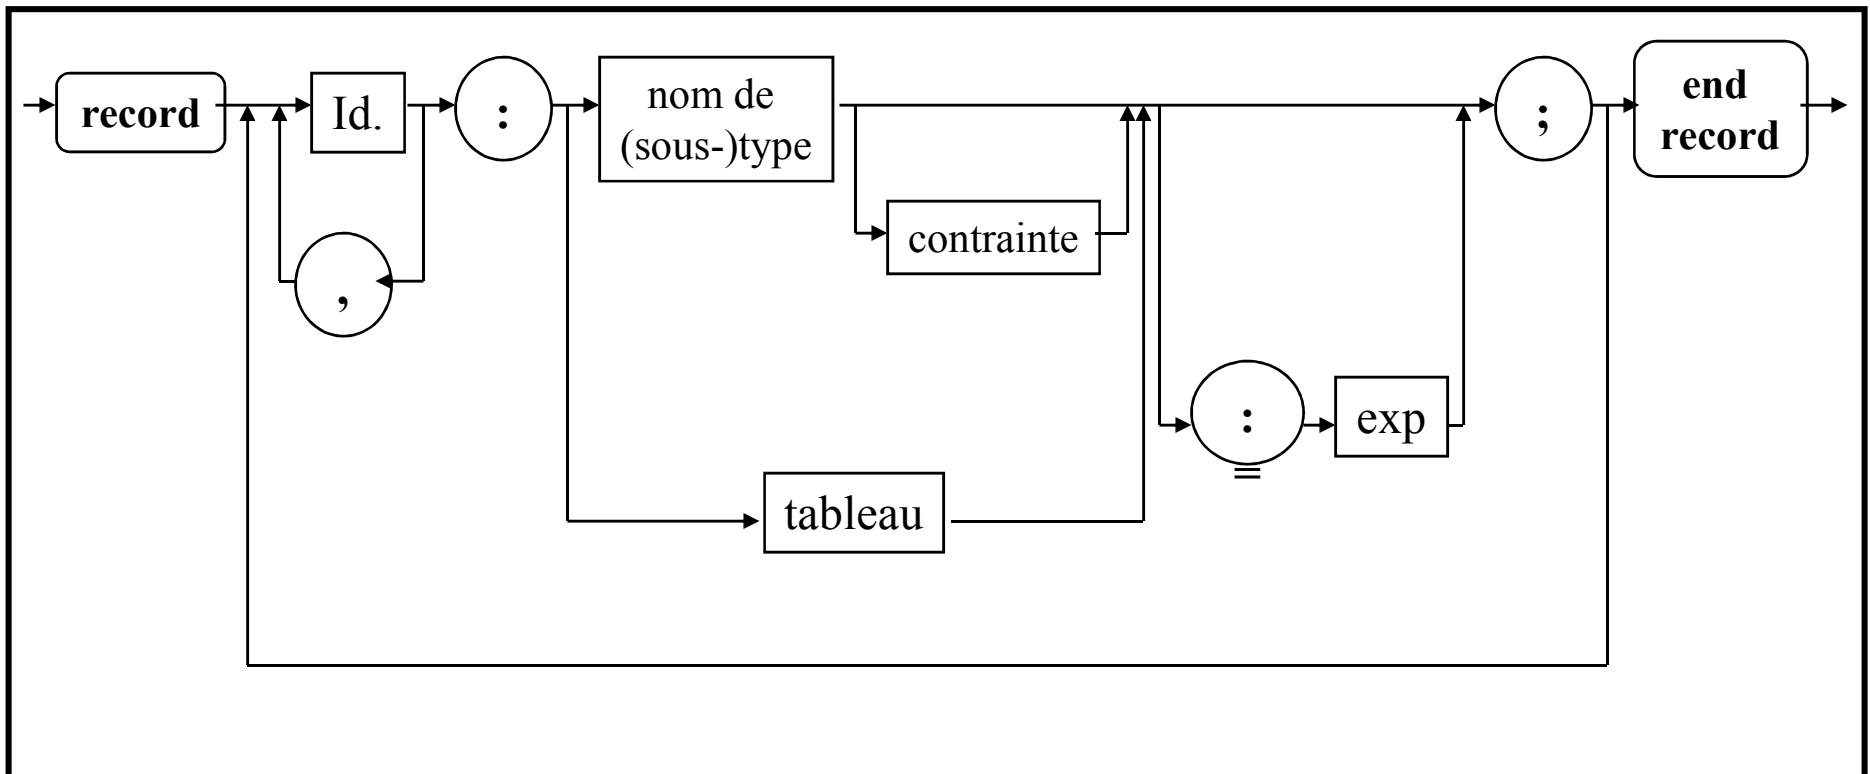 record
Id.
:
nom de
(sous-)type
;
end
record
contrainte
,
:
=
exp
tableau